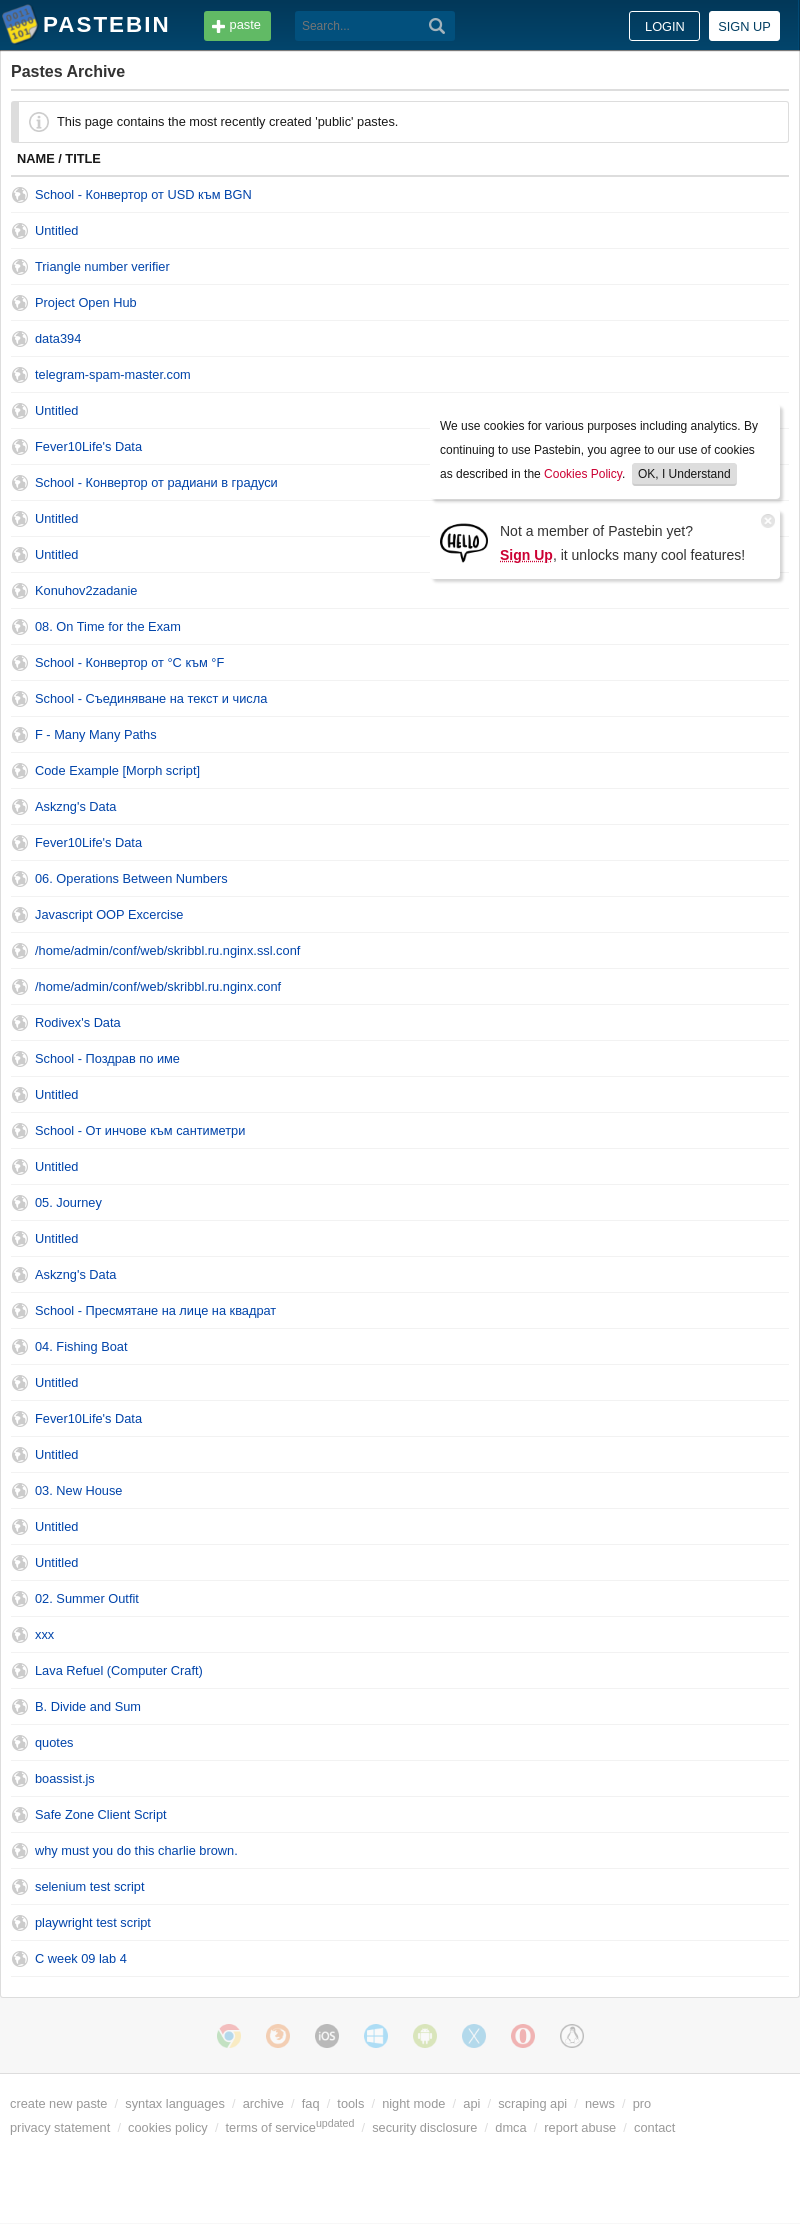 PASTEBIN
paste
Search...
LOGIN
SIGN UP
Pastes Archive
This page contains the most recently created 'public' pastes.
NAME / TITLE
School - Конвертор от USD към BGN
Untitled
Triangle number verifier
Project Open Hub
data394
telegram-spam-master.com
Untitled
Fever10Life's Data
School - Конвертор от радиани в градуси
Untitled
Untitled
We use cookies for various purposes including analytics. By
continuing to use Pastebin, you agree to our use of cookies
as described in the Cookies Policy. OK, I Understand
HELLO
Not a member of Pastebin yet?
Sign Up, it unlocks many cool features!
Konuhov2zadanie
08. On Time for the Exam
School - Конвертор от °C към °F
School - Съединяване на текст и числа
F - Many Many Paths
Code Example [Morph script]
Askzng's Data
Fever10Life's Data
06. Operations Between Numbers
Javascript OOP Excercise
/home/admin/conf/web/skribbl.ru.nginx.ssl.conf
/home/admin/conf/web/skribbl.ru.nginx.conf
Rodivex's Data
School - Поздрав по име
Untitled
School - От инчове към сантиметри
Untitled
05. Journey
Untitled
Askzng's Data
School - Пресмятане на лице на квадрат
04. Fishing Boat
Untitled
Fever10Life's Data
Untitled
03. New House
Untitled
Untitled
02. Summer Outfit
xxx
Lava Refuel (Computer Craft)
B. Divide and Sum
quotes
boassist.js
Safe Zone Client Script
why must you do this charlie brown.
selenium test script
playwright test script
C week 09 lab 4
iOS
create new paste / syntax languages / archive / faq / tools / night mode / api / scraping api / news / pro
privacy statement / cookies policy / terms of service updated / security disclosure / dmca / report abuse / contact